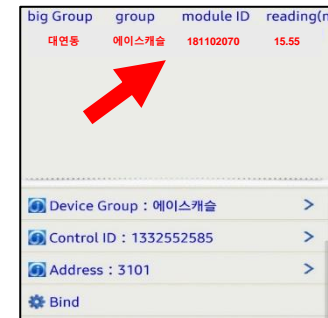 big Group group module ID reading(m
대연동 에이스캐슬 181102070 15.55
Device Group : 에이스캐슬 >
Control ID : 1332552585 >
Address : 3101 >
Bind